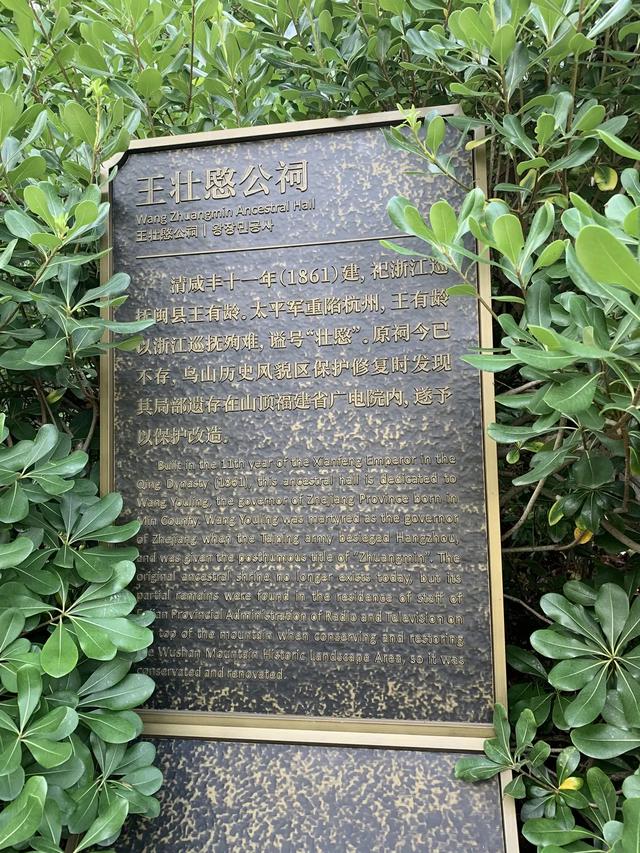 王壮愍公祠
Wang Zhuangmin Ancestral Hall
王壮愍公祠 | 왕장민공사
清咸丰十一年(1861)建，祀浙江巡
抚闽县王有龄。太平军重陷杭州，王有龄
以浙江巡抚殉难，谥号“壮愍”。原祠今已
不存，乌山历史风貌区保护修复时发现
其局部遗存在山顶福建省广电院内，遂予
以保护改造。
Built in the 11th year of the Xianfeng Emperor in the
Qing Dynasty (1861), this ancestral hall is dedicated to
Wang Youling, the governor of Zhejiang Province born in
Min County. Wang Youling was martyred as the governor
of Zhejiang when the Taiping army besieged Hangzhou,
and was given the posthumous title of "Zhuangmin". The
original ancestral shrine no longer exists today, but its
partial remains were found in the residence of staff of
Provincial Administration of Radio and Television on
top of the mountain when conserving and restoring
Wushan Mountain Historic Landscape Area, so it was
conserved and renovated.